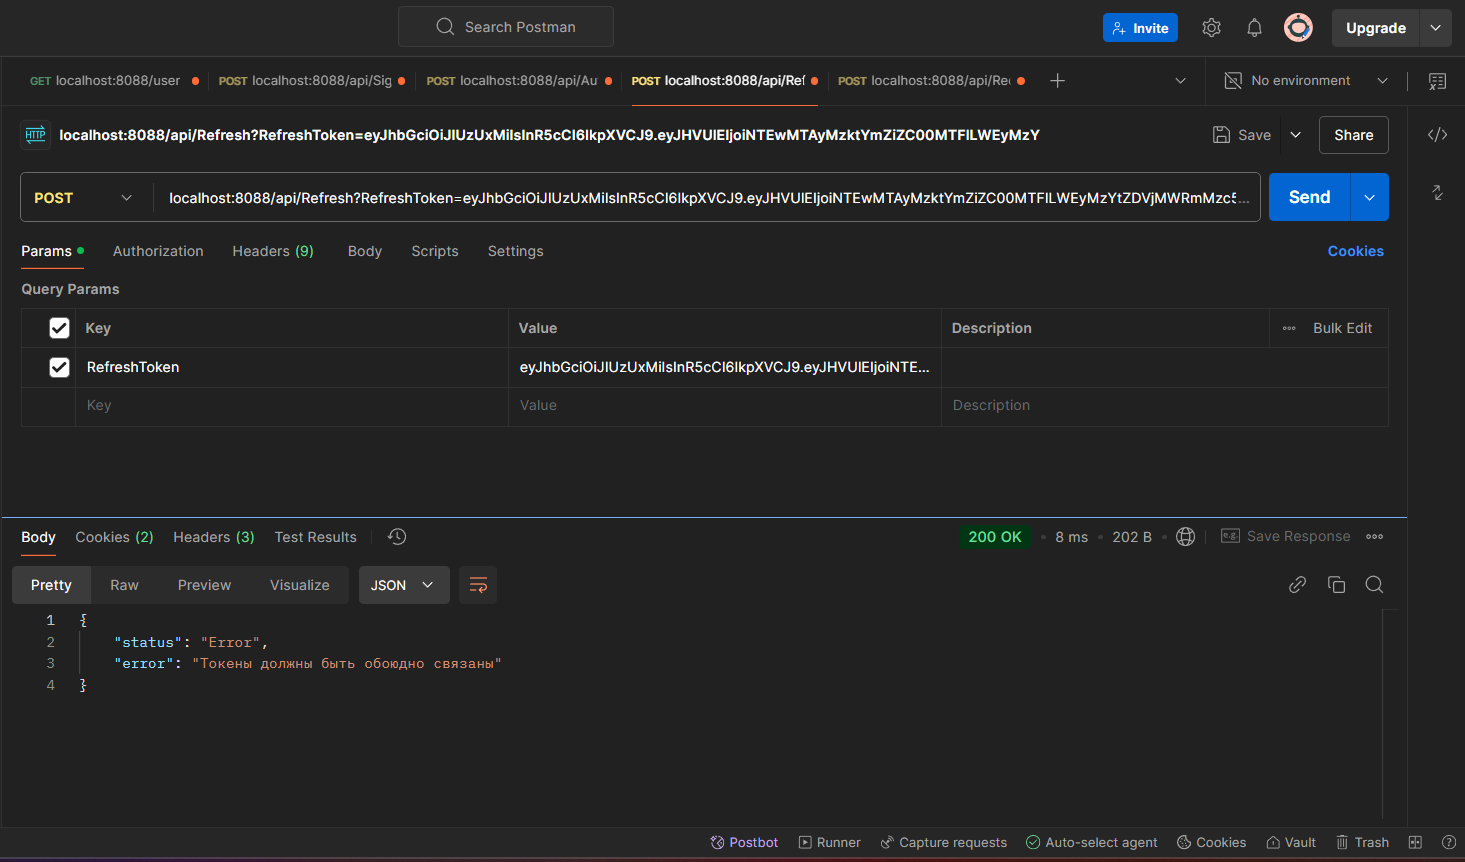 Search Postman
Invite
Upgrade
GET localhost:8088/user
POST localhost:8088/api/Sig
POST localhost:8088/api/Au
POST localhost:8088/api/Ref
POST localhost:8088/api/Rec
No environment
HTTP
localhost:8088/api/Refresh?RefreshToken=eyJhbGciOiJIUzUxMiIsInR5cCI6IkpXVCJ9.eyJHVUlEIjoiNTEwMTAyMzktYmZiZC00MTFlLWEyMzY
Save
Share
POST
localhost:8088/api/Refresh?RefreshToken=eyJhbGciOiJIUzUxMiIsInR5cCI6IkpXVCJ9.eyJHVUlEIjoiNTEwMTAyMzktYmZiZC00MTFlLWEyMzYtZDVjMWRmMzc5...
Send
Params
Authorization
Headers (9)
Body
Scripts
Settings
Cookies
Query Params
Key
Value
Description
Bulk Edit
RefreshToken
eyJhbGciOiJIUzUxMiIsInR5cCI6IkpXVCJ9.eyJHVUlEIjoiNTE...
Key
Value
Description
Body
Cookies (2)
Headers (3)
Test Results
200 OK
8 ms
202 B
e.g.
Save Response
Pretty
Raw
Preview
Visualize
JSON
1 {
2 "status": "Error",
3 "error": "Токены должны быть обоюдно связаны"
4 }
Postbot
Runner
Capture requests
Auto-select agent
Cookies
Vault
Trash